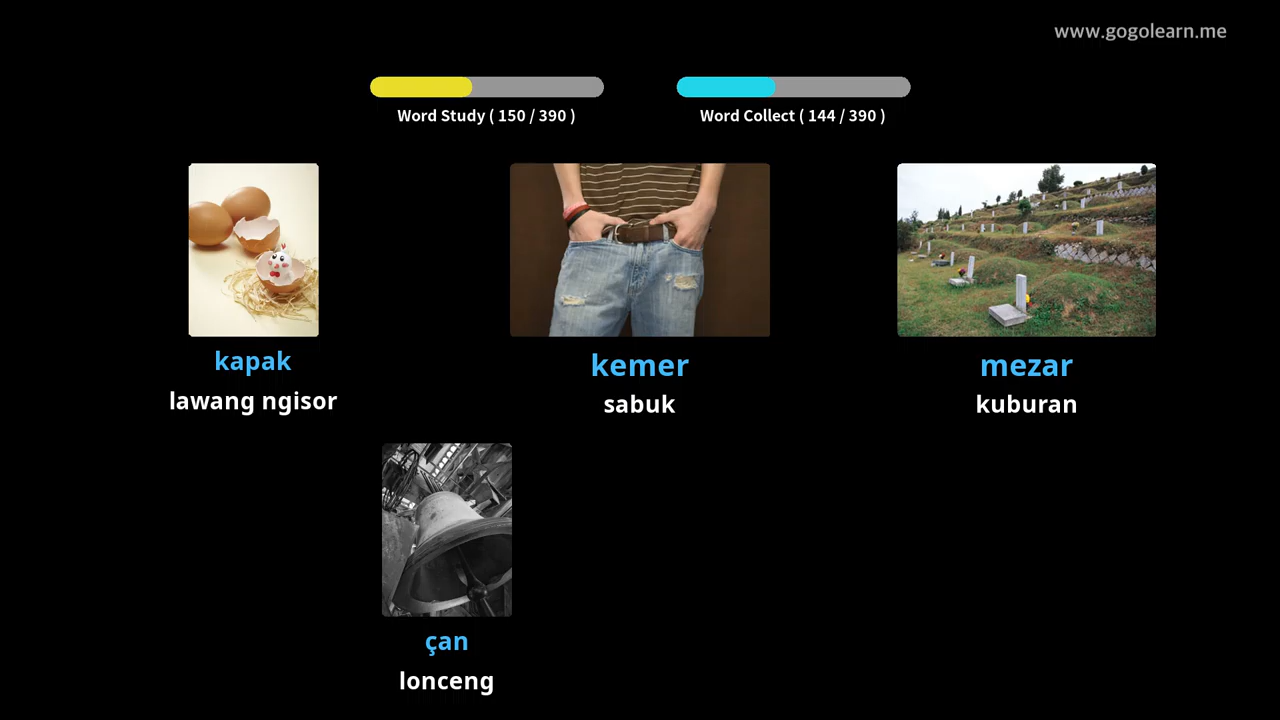 www.gogolearn.me
Word Study ( 150 / 390 )
Word Collect ( 144 / 390 )
kapak
lawang ngisor
kemer
sabuk
mezar
kuburan
çan
lonceng